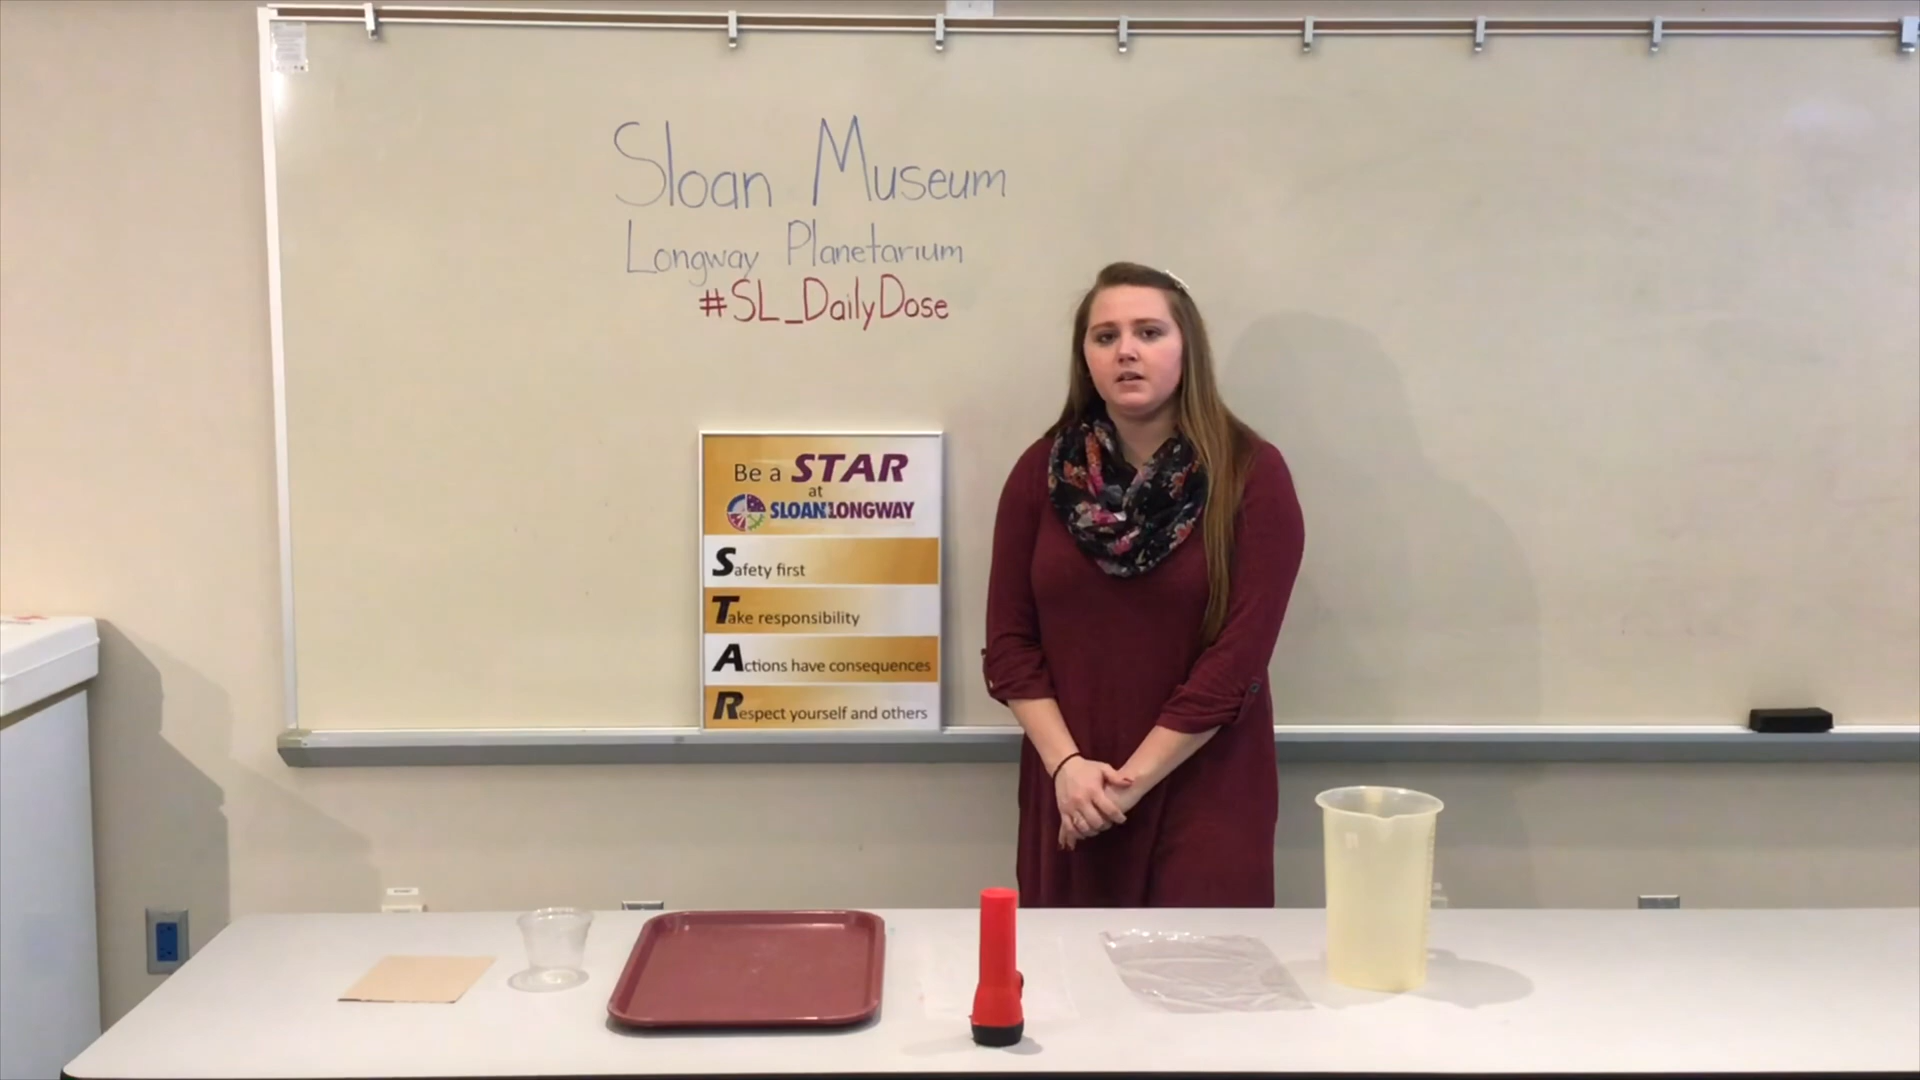 Sloan Museum
Longway Planetarium
#SL_DailyDose
Be a STAR
at
SLOAN LONGWAY
Safety first
Take responsibility
Actions have consequences
Respect yourself and others